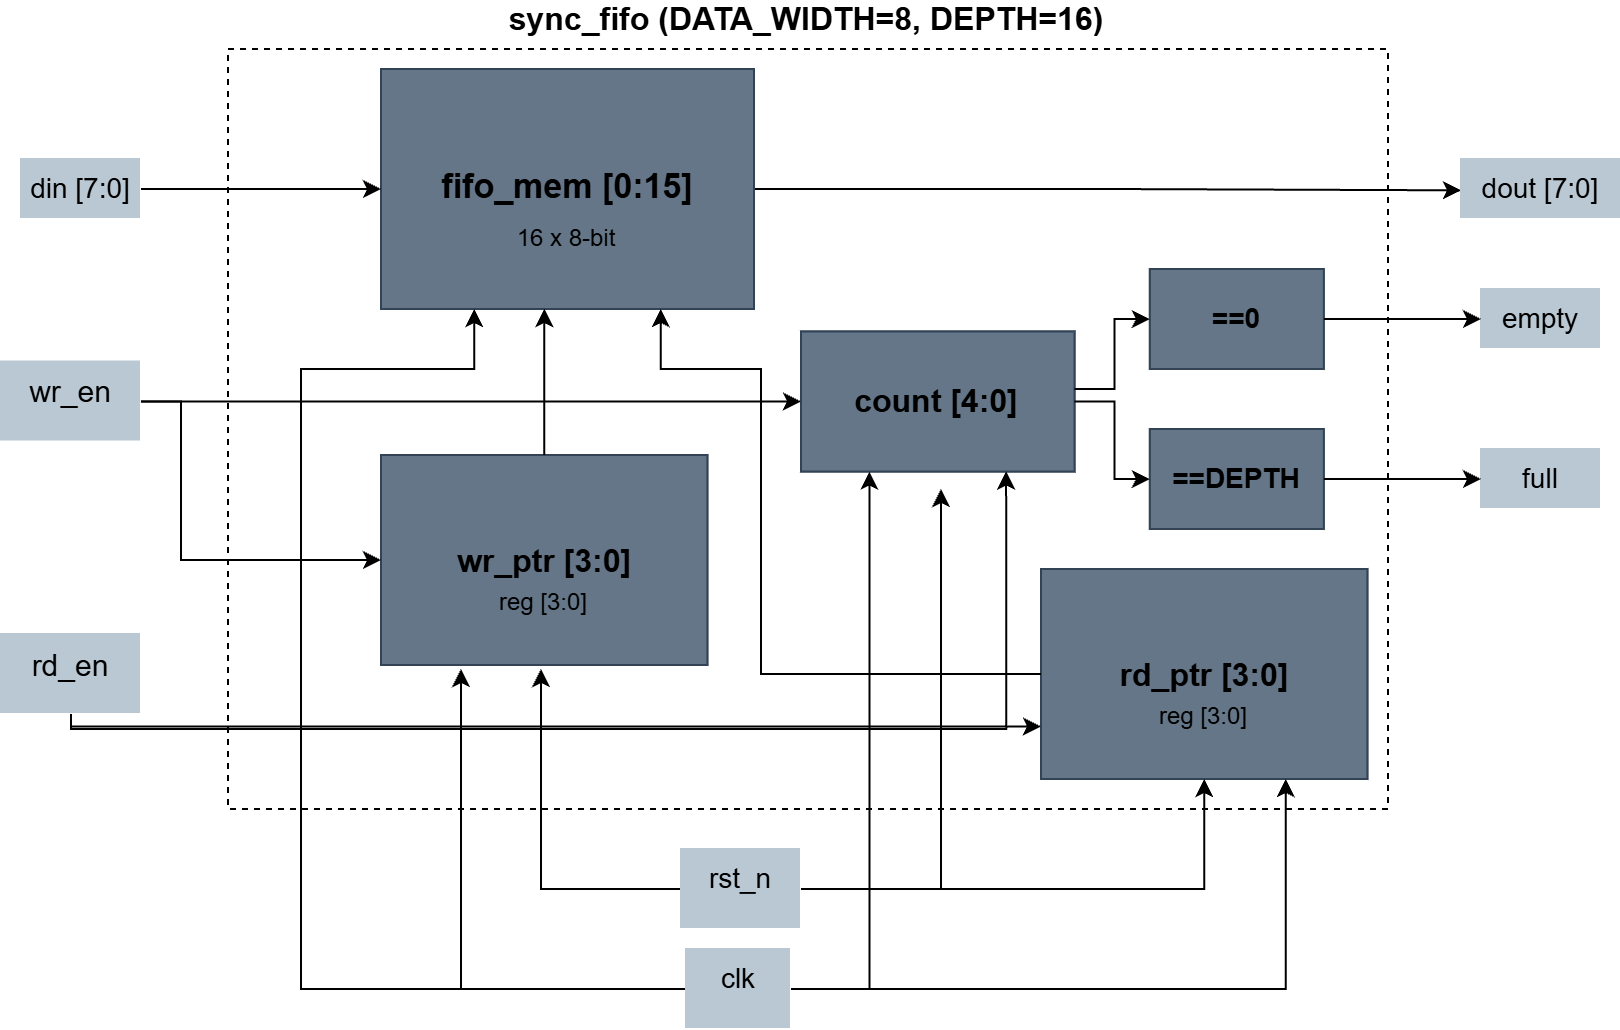 sync_fifo (DATA_WIDTH=8, DEPTH=16)
fifo_mem [0:15]
16 x 8-bit
din [7:0]
dout [7:0]
==0
empty
wr_en
count [4:0]
==DEPTH
full
wr_ptr [3:0]
reg [3:0]
rd_en
rd_ptr [3:0]
reg [3:0]
rst_n
clk